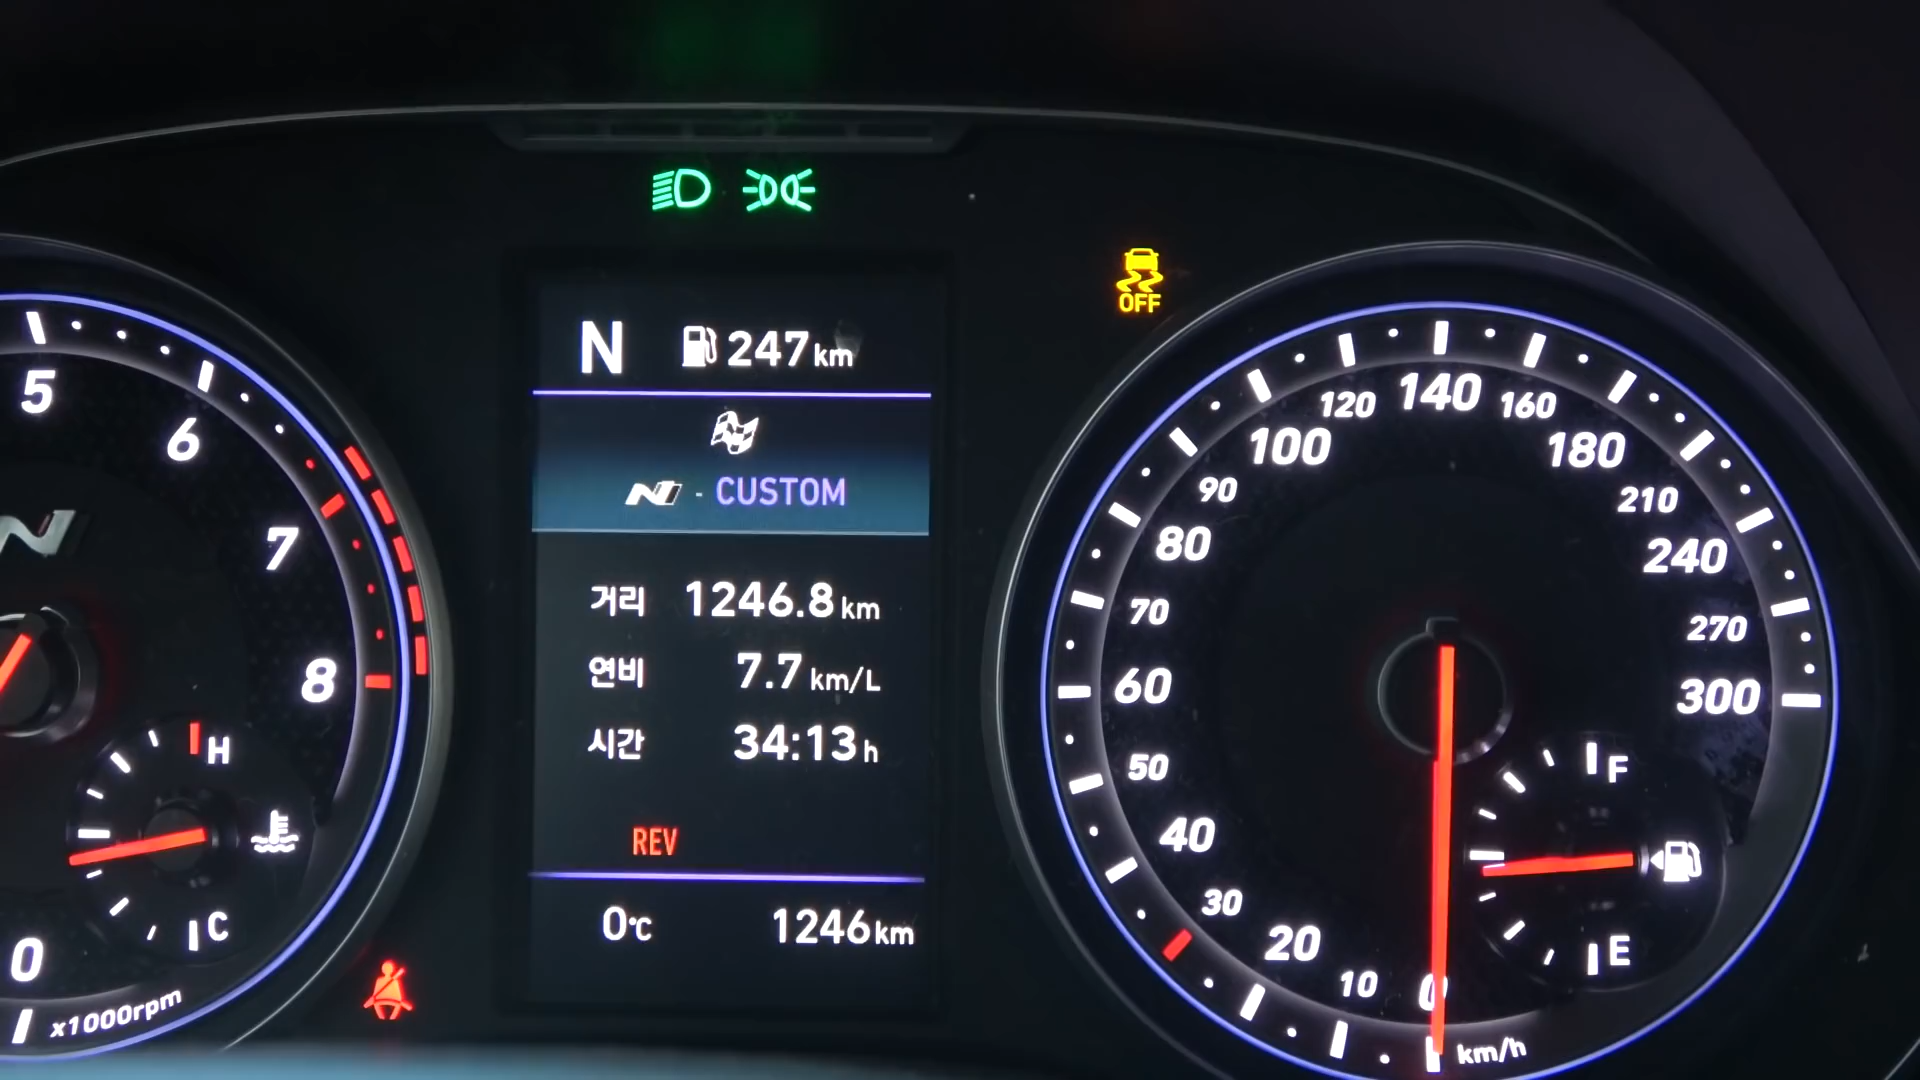 OFF
N 247 km
N - CUSTOM
거리 1246.8 km
연비 7.7 km/L
시간 34:13 h
REV
0°C 1246 km
5
6
7
8
0
x1000rpm
N
H
C
0
10
20
30
40
50
60
70
80
90
100
120
140
160
180
210
240
270
300
km/h
F
E